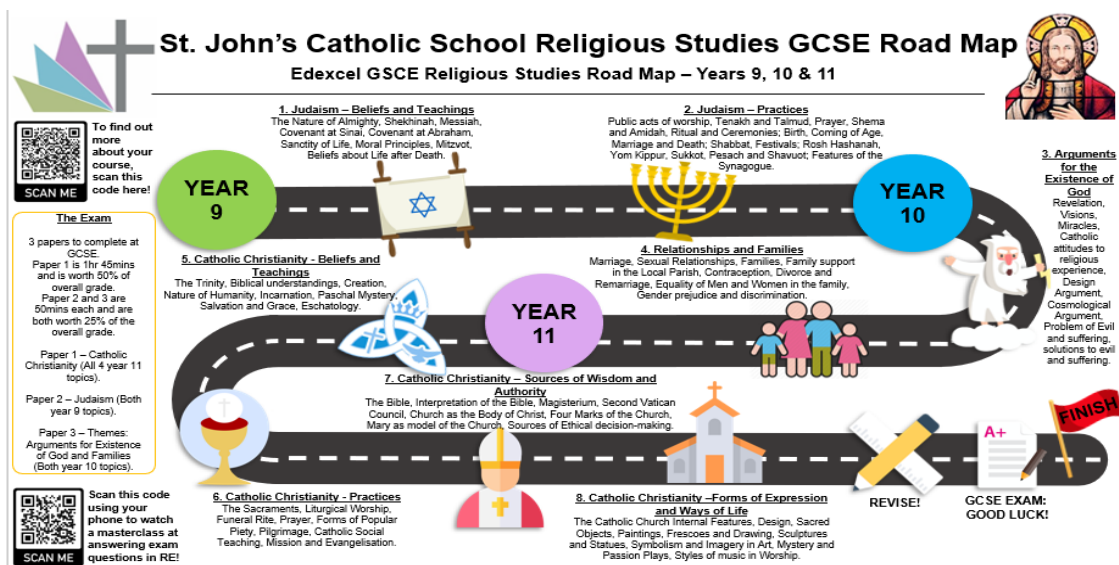 St. John's Catholic School Religious Studies GCSE Road Map
Edexcel GSCE Religious Studies Road Map – Years 9, 10 & 11
To find out
more
about your
course,
scan this
code here!
SCAN ME
The Exam
3 papers to complete at
GCSE.
Paper 1 is 1hr 45mins
and is worth 50% of
overall grade.
Paper 2 and 3 are
50mins each and are
both worth 25% of the
overall grade.
Paper 1 – Catholic
Christianity (All 4 year 11
topics).
Paper 2 – Judaism (Both
year 9 topics).
Paper 3 – Themes:
Arguments for Existence
of God and Families
(Both year 10 topics).
SCAN ME
Scan this code
using your
phone to watch
a masterclass at
answering exam
questions in RE!
YEAR
9
1. Judaism – Beliefs and Teachings
The Nature of Almighty, Shekhinah, Messiah,
Covenant at Sinai, Covenant at Abraham,
Sanctity of Life, Moral Principles, Mitzvot,
Beliefs about Life after Death.
2. Judaism – Practices
Public acts of worship, Tenakh and Talmud, Prayer, Shema
and Amidah, Ritual and Ceremonies; Birth, Coming of Age,
Marriage and Death; Shabbat, Festivals; Rosh Hashanah,
Yom Kippur, Sukkot, Pesach and Shavuot; Features of the
Synagogue.
YEAR
10
3. Arguments
for the
Existence of
God
Revelation,
Visions,
Miracles,
Catholic
attitudes to
religious
experience,
Design
Argument,
Cosmological
Argument,
Problem of Evil
and suffering,
solutions to evil
and suffering.
4. Relationships and Families
Marriage, Sexual Relationships, Families, Family support
in the Local Parish, Contraception, Divorce and
Remarriage, Equality of Men and Women in the family,
Gender prejudice and discrimination.
YEAR
11
5. Catholic Christianity - Beliefs and
Teachings
The Trinity, Biblical understandings, Creation,
Nature of Humanity, Incarnation, Paschal Mystery,
Salvation and Grace, Eschatology.
6. Catholic Christianity - Practices
The Sacraments, Liturgical Worship,
Funeral Rite, Prayer, Forms of Popular
Piety, Pilgrimage, Catholic Social
Teaching, Mission and Evangelisation.
7. Catholic Christianity – Sources of Wisdom and
Authority
The Bible, Interpretation of the Bible, Magisterium, Second Vatican
Council, Church as the Body of Christ, Four Marks of the Church,
Mary as model of the Church, Sources of Ethical decision-making.
8. Catholic Christianity –Forms of Expression
and Ways of Life
The Catholic Church Internal Features, Design, Sacred
Objects, Paintings, Frescoes and Drawing, Sculptures
and Statues, Symbolism and Imagery in Art, Mystery and
Passion Plays, Styles of music in Worship.
REVISE!
A+
GCSE EXAM:
GOOD LUCK!
FINISH